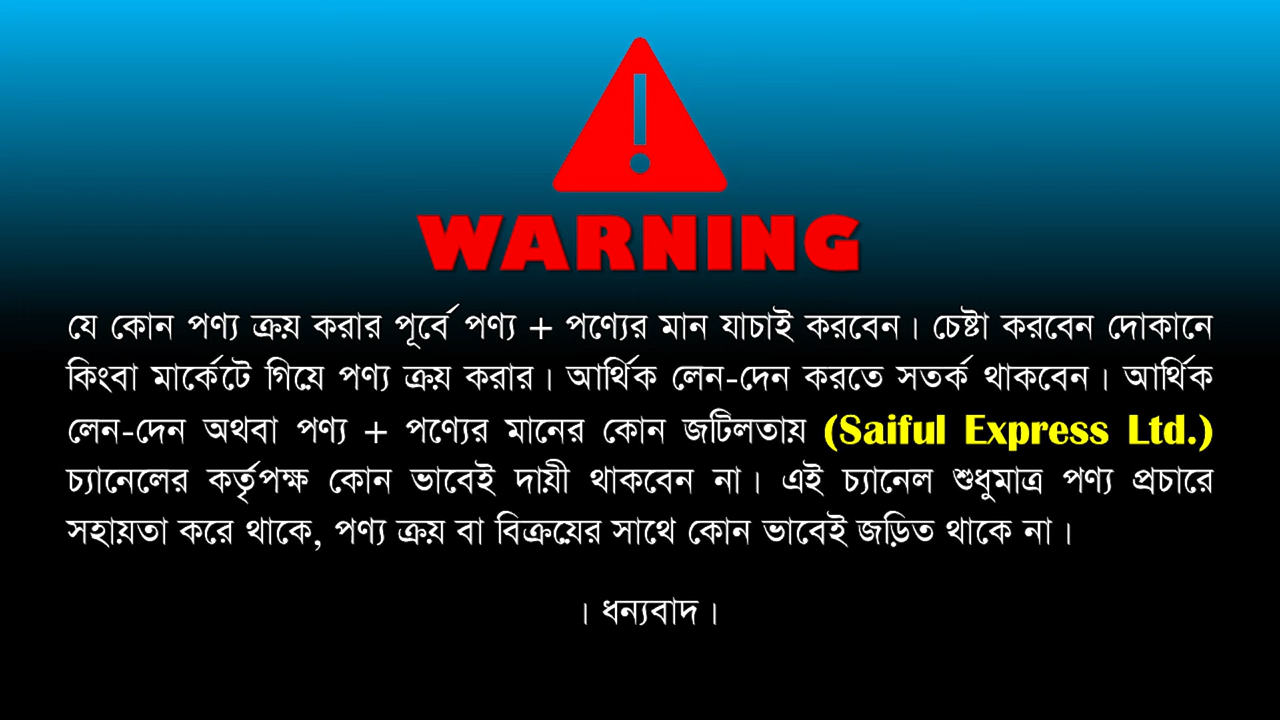 WARNING
যে কোন পণ্য ক্রয় করার পূর্বে পণ্য + পণ্যের মান যাচাই করবেন। চেষ্টা করবেন দোকানে
কিংবা মার্কেটে গিয়ে পণ্য ক্রয় করার। আর্থিক লেন-দেন করতে সতর্ক থাকবেন। আর্থিক
লেন-দেন অথবা পণ্য + পণ্যের মানের কোন জটিলতায় (Saiful Express Ltd.)
চ্যানেলের কর্তৃপক্ষ কোন ভাবেই দায়ী থাকবেন না। এই চ্যানেল শুধুমাত্র পণ্য প্রচারে
সহায়তা করে থাকে, পণ্য ক্রয় বা বিক্রয়ের সাথে কোন ভাবেই জড়িত থাকে না।
। ধন্যবাদ ।